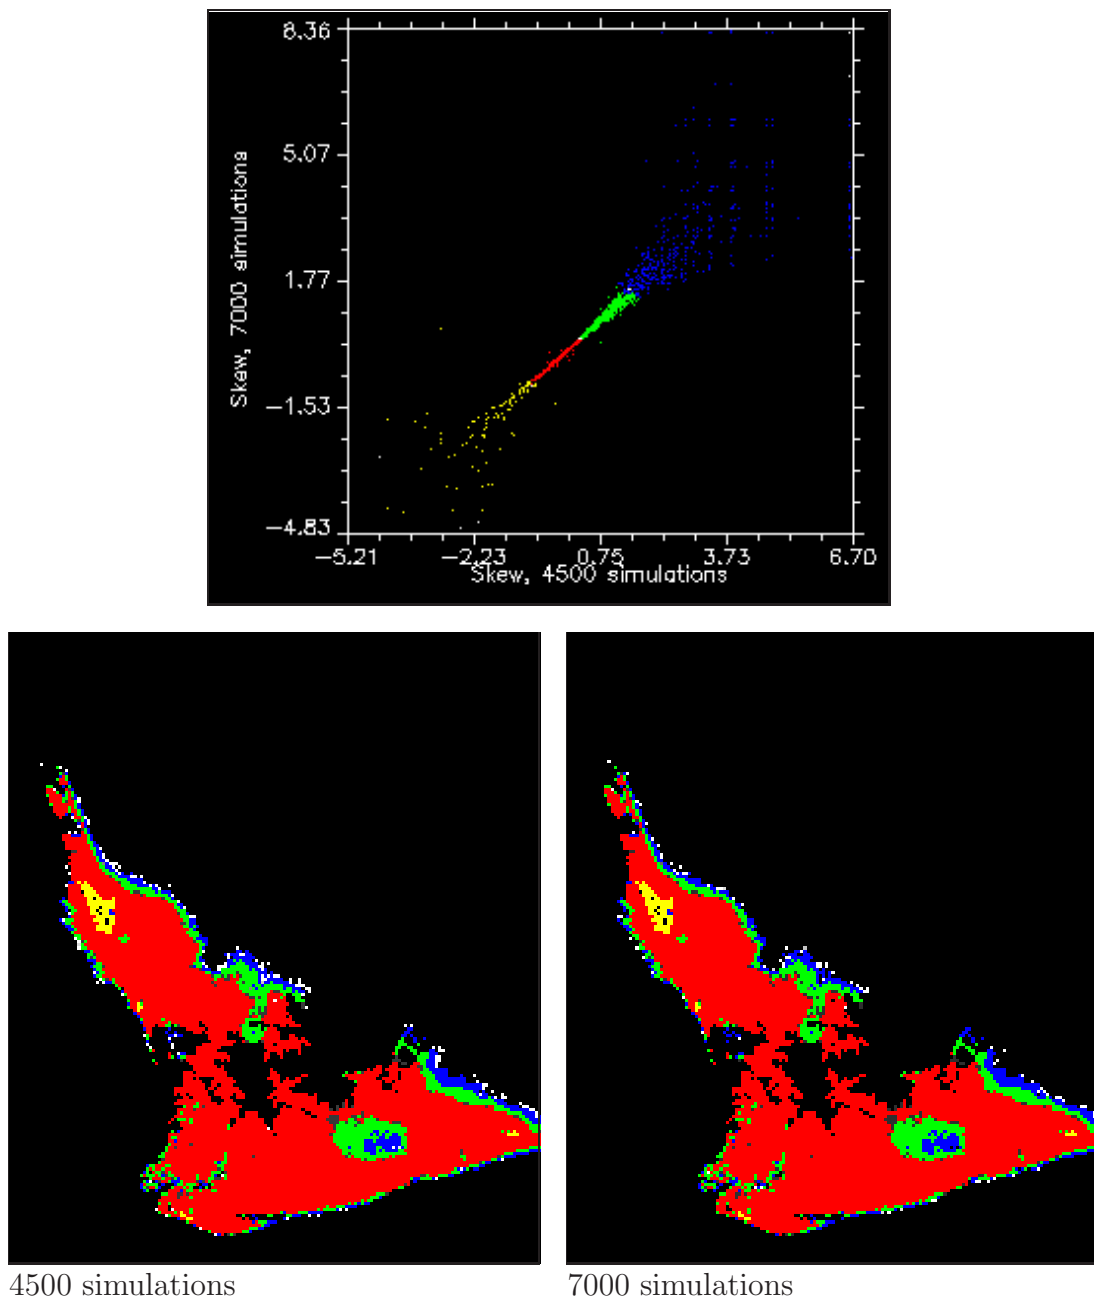 8.36
5.07
1.77
−1.53
−4.83
Skew, 7000 simulations
−5.21 −2.23 0.75 3.73 6.70
Skew, 4500 simulations
4500 simulations
7000 simulations